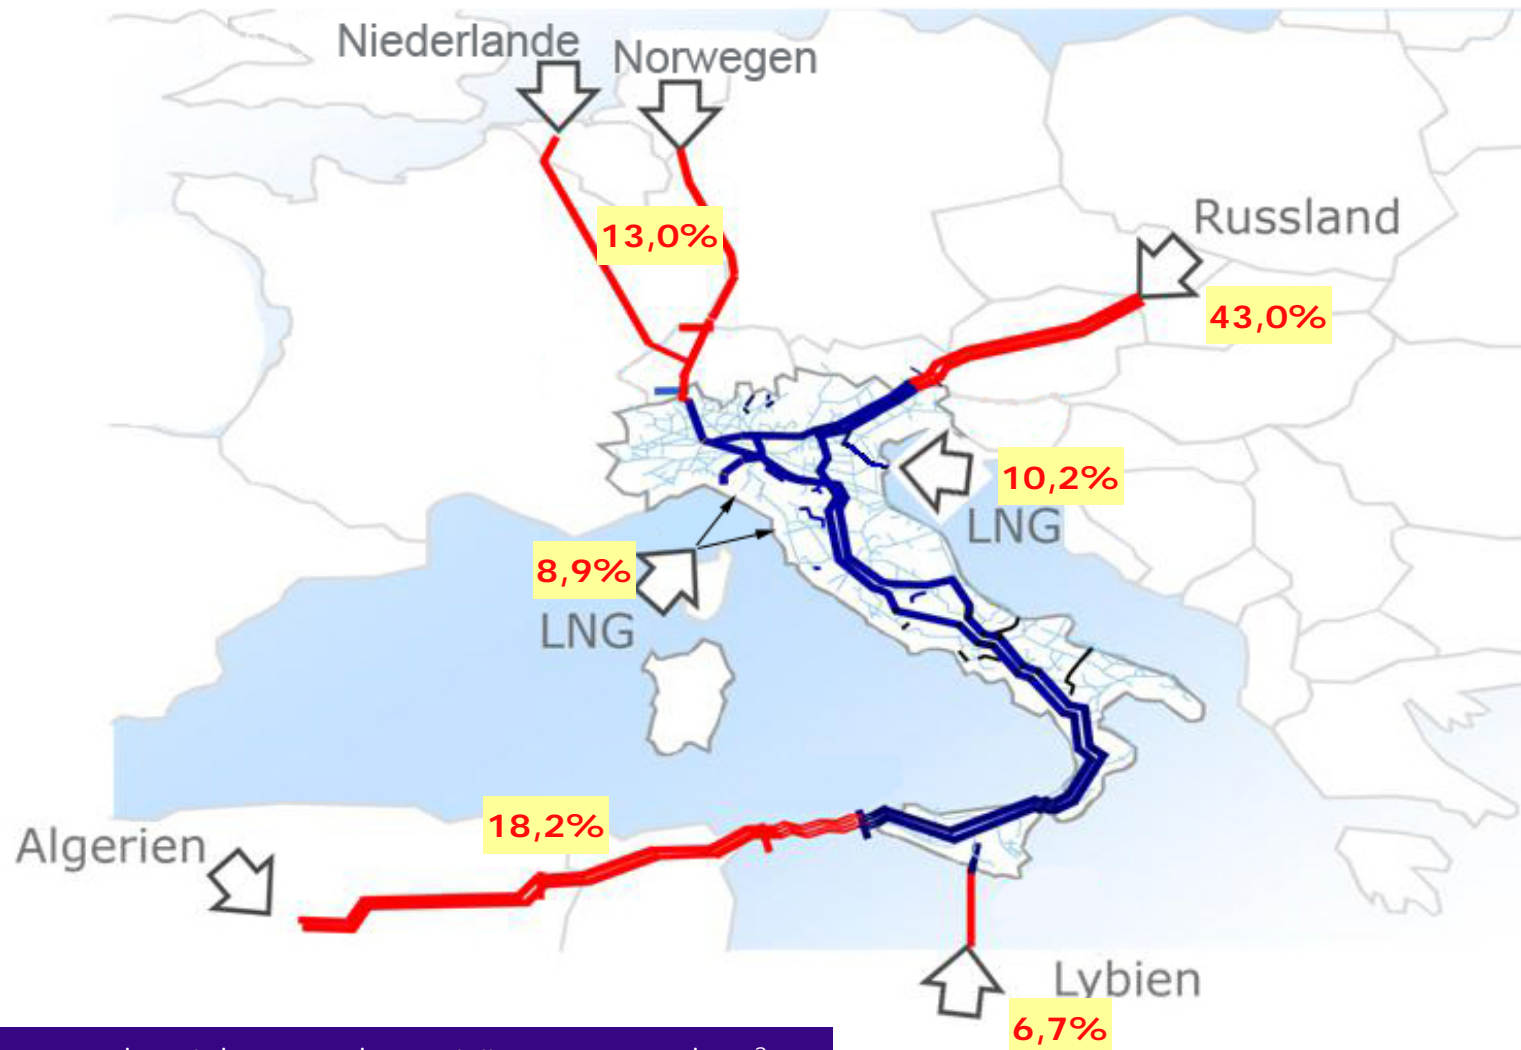 Niederlande
Norwegen
13,0%
Russland
43,0%
10,2%
LNG
8,9%
LNG
18,2%
Algerien
Lybien
6,7%